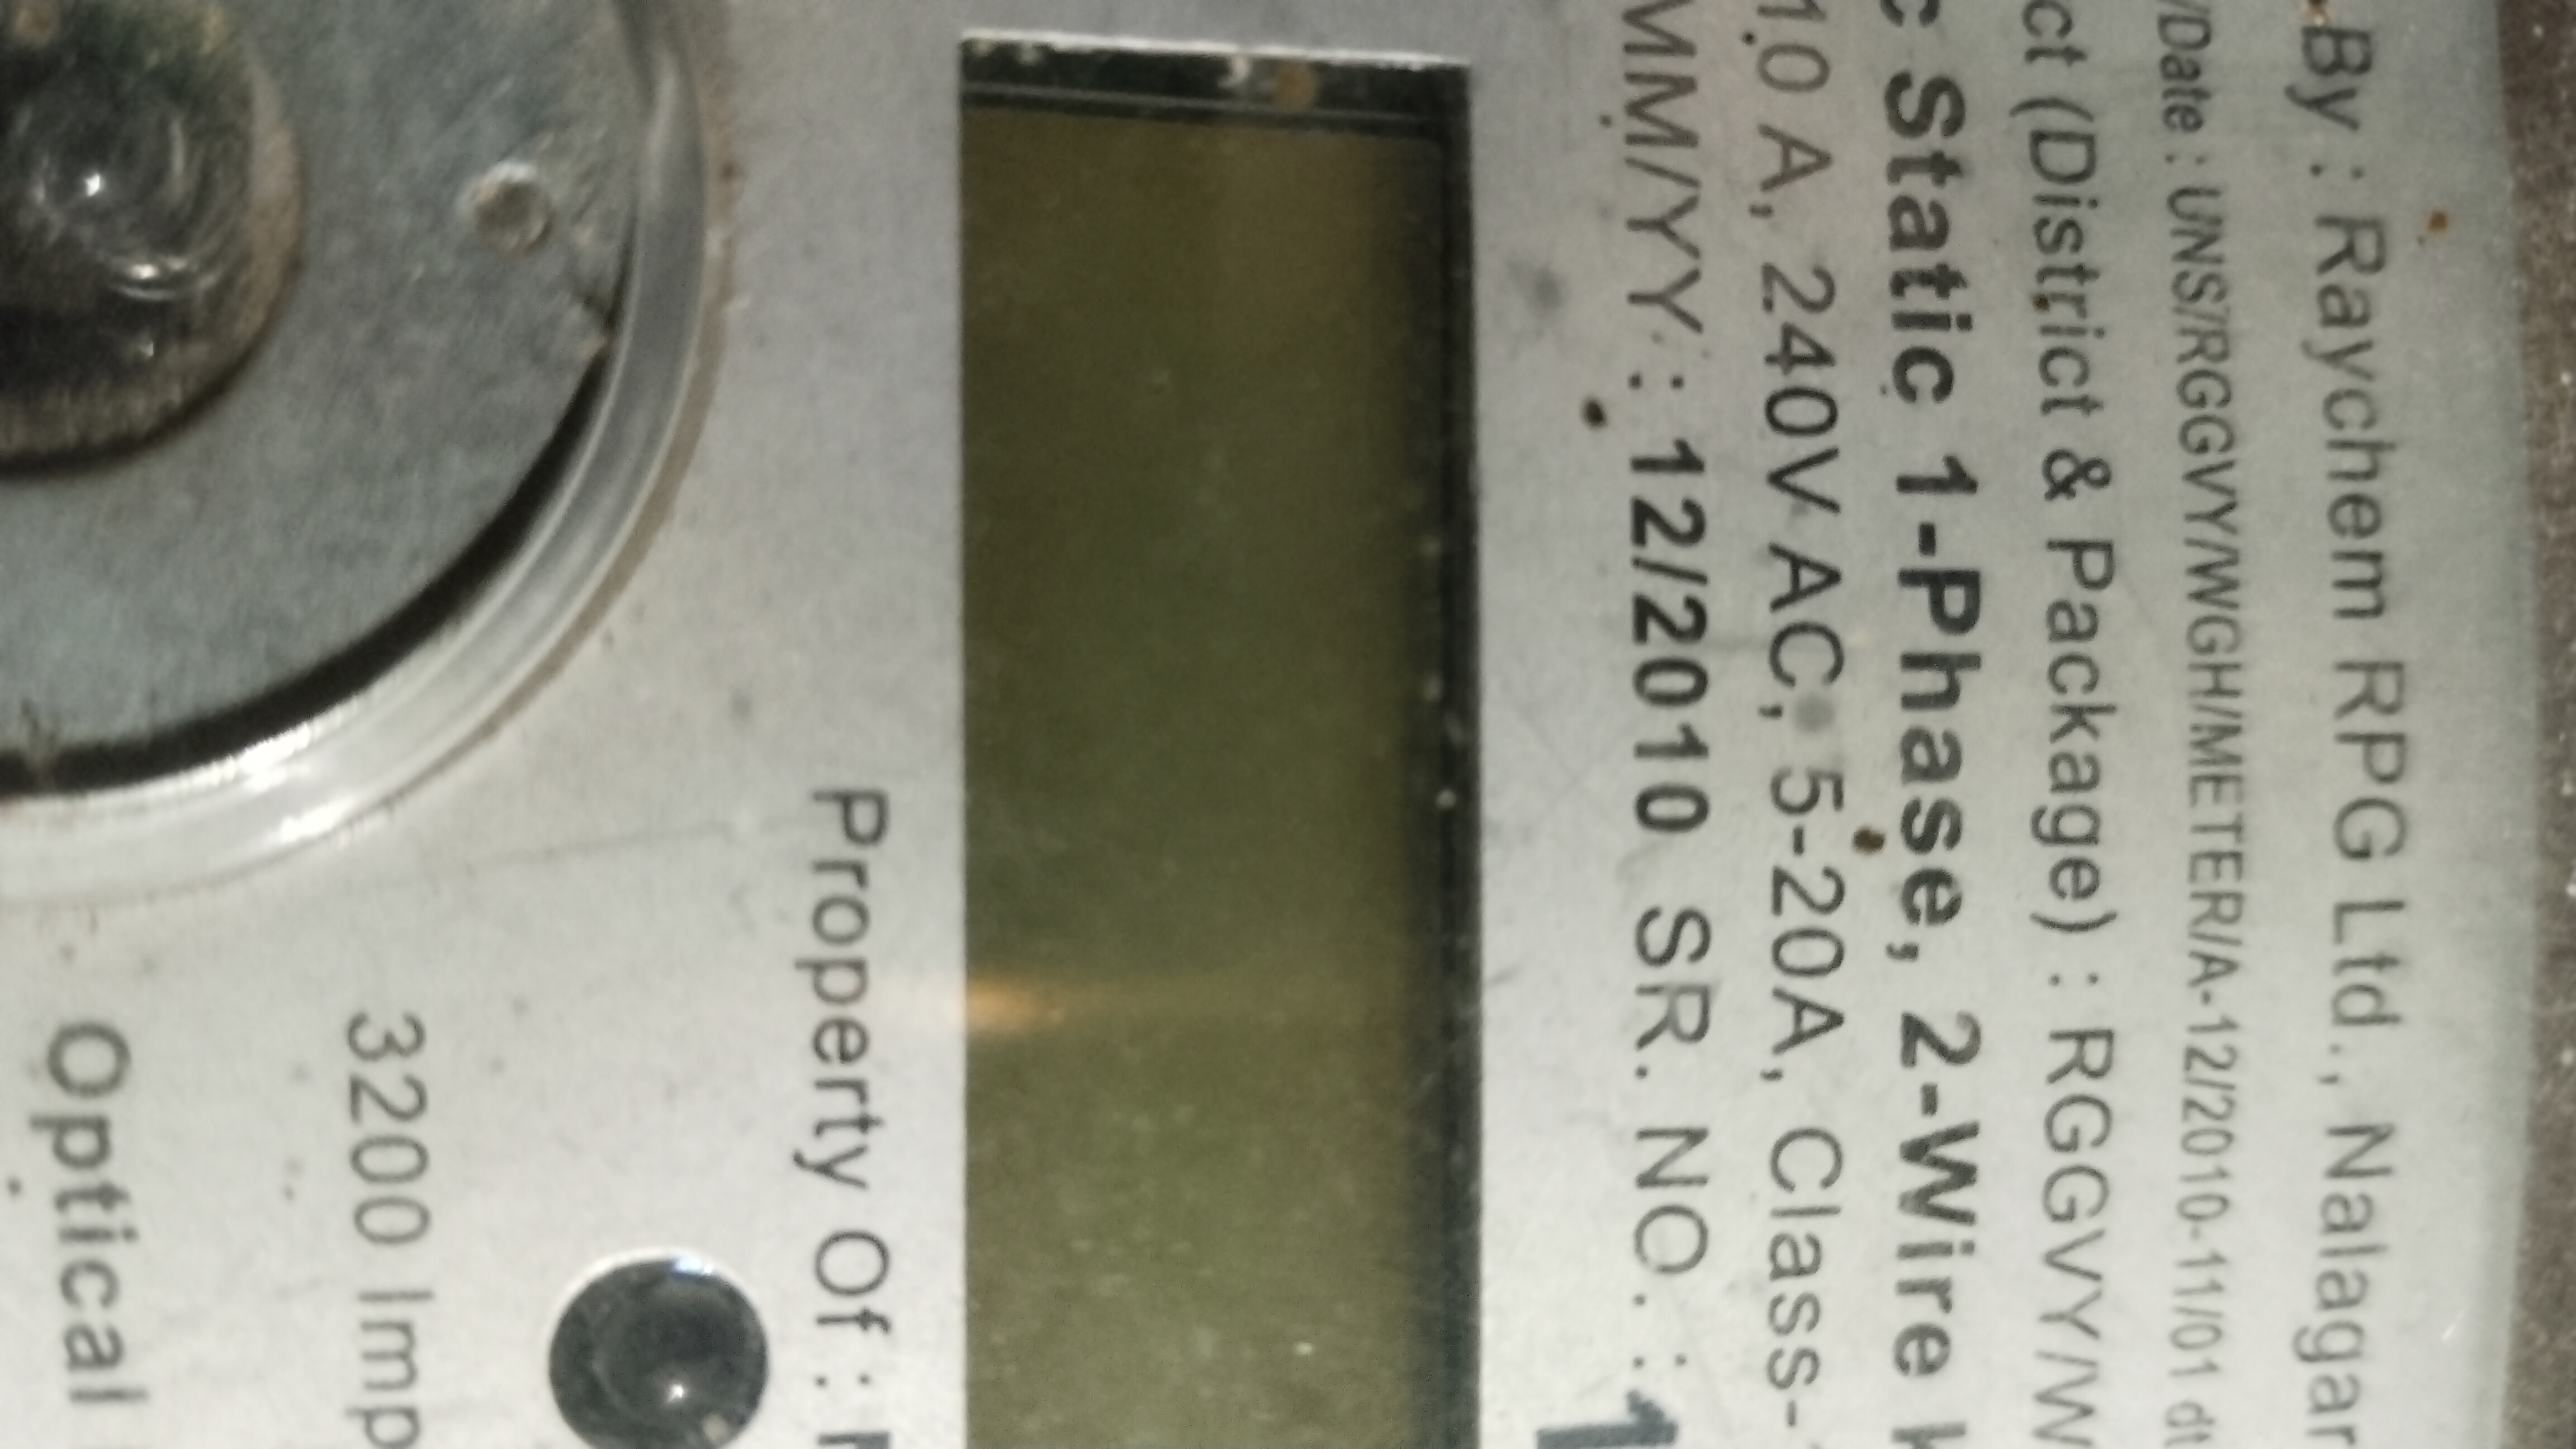 By : Raychem RPG Ltd., Nalagar
/Date : UNS/RGGVY/WGH/METER/A-12/2010-11/01 dt
ct (District & Package) : RGGVY/W
c Static 1-Phase, 2-Wire
10 A, 240V AC, 5-20A, Class-
MM/YY : 12/2010 SR. NO. : 1
Property Of :
3200 Imp
Optical